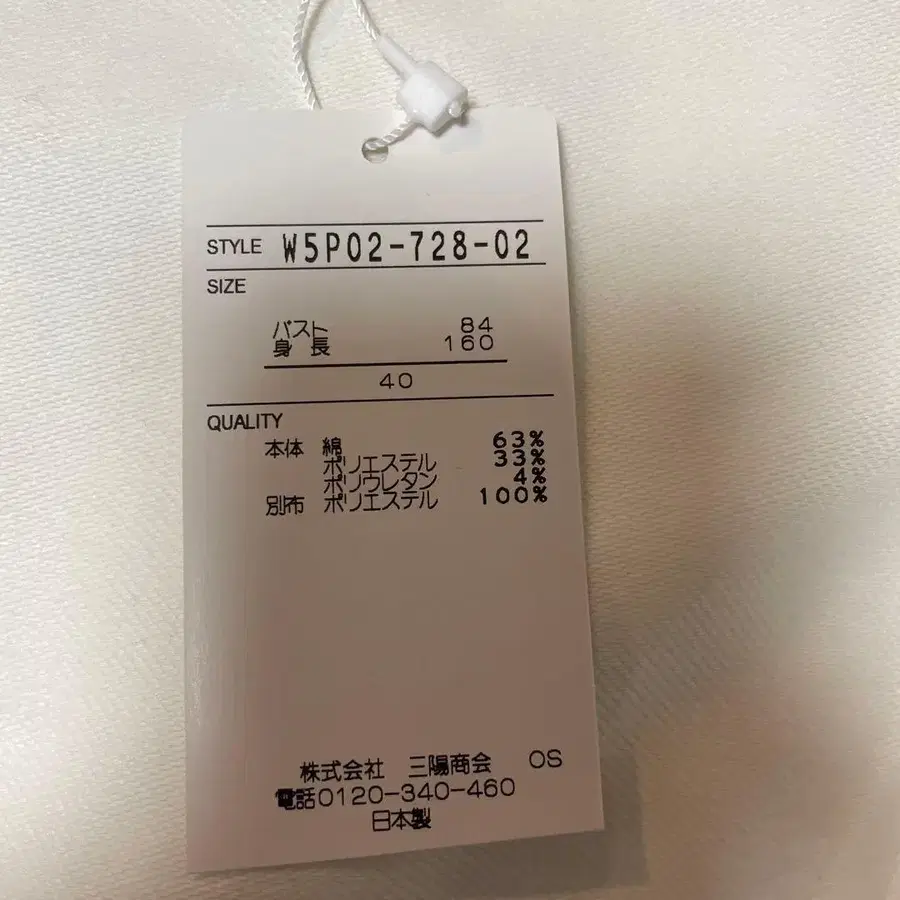 STYLE W5P02-728-02
SIZE
バスト 84
身長 160
40
QUALITY
本体 綿 63%
ポリエステル 33%
ポリウレタン 4%
別布 ポリエステル 100%
株式会社 三陽商会 OS
電話0120-340-460
日本製